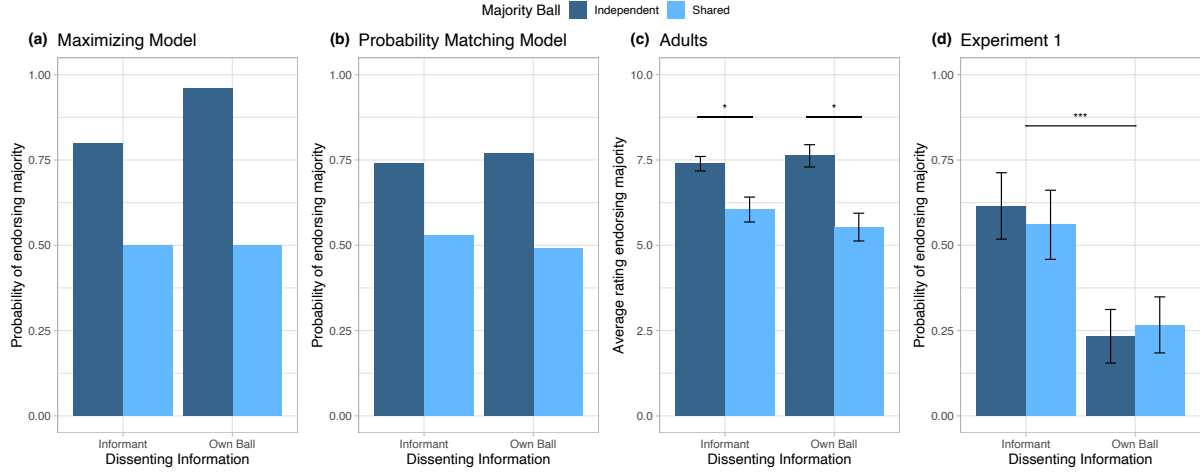 Majority Ball Independent Shared
(a) Maximizing Model
Probability of endorsing majority
1.00
0.75
0.50
0.25
0.00
Informant Own Ball
Dissenting Information
(b) Probability Matching Model
Probability of endorsing majority
1.00
0.75
0.50
0.25
0.00
Informant Own Ball
Dissenting Information
(c) Adults
Average rating endorsing majority
10.0
7.5
5.0
2.5
0.0
* *
Informant Own Ball
Dissenting Information
(d) Experiment 1
Probability of endorsing majority
1.00
0.75
0.50
0.25
0.00
***
Informant Own Ball
Dissenting Information